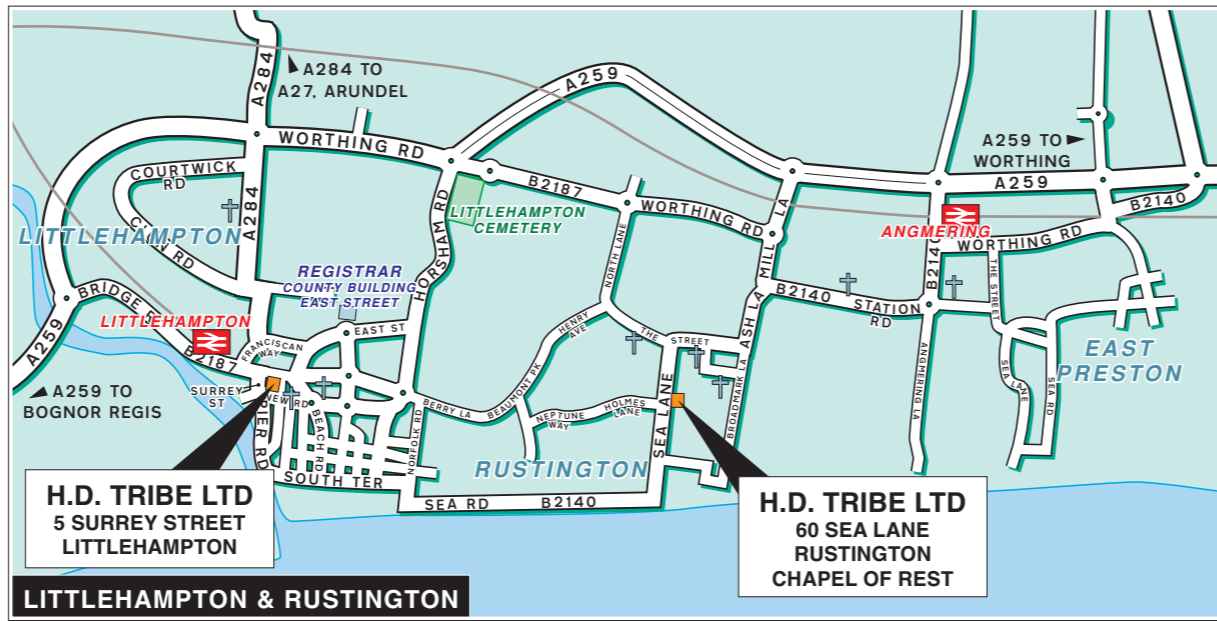 A284 TO
A27, ARUNDEL
A284
A259
A259 TO
WORTHING
WORTHING RD
COURTWICK
RD
A284
B2187
A259
B2140
LITTLEHAMPTON
CEMETERY
HORSHAM RD
WORTHING RD
MILL LA
ANGMERING
WORTHING RD
B2140
LITTLEHAMPTON
NORTH LANE
REGISTRAR
COUNTY BUILDING
EAST STREET
THE STREET
BRIDGE
B2140
STATION
RD
LITTLEHAMPTON
A259
B2187
FRANCISCAN
WAY
EAST ST
HENRY
AVE
THE
STREET
ASH LA
EAST
PRESTON
A259 TO
BOGNOR REGIS
SURREY
ST
NEW RD
PIER RD
BEACH RD
NORFOLK RD
BERRY LA
BEAUMONT PK
NEPTUNE
WAY
HOLMES
LANE
SEA LANE
BROADMARK LA
ANGMERING LA
SEA LANE
SEA RD
RUSTINGTON
SOUTH TER
SEA RD
B2140
H.D. TRIBE LTD
5 SURREY STREET
LITTLEHAMPTON
H.D. TRIBE LTD
60 SEA LANE
RUSTINGTON
CHAPEL OF REST
LITTLEHAMPTON & RUSTINGTON